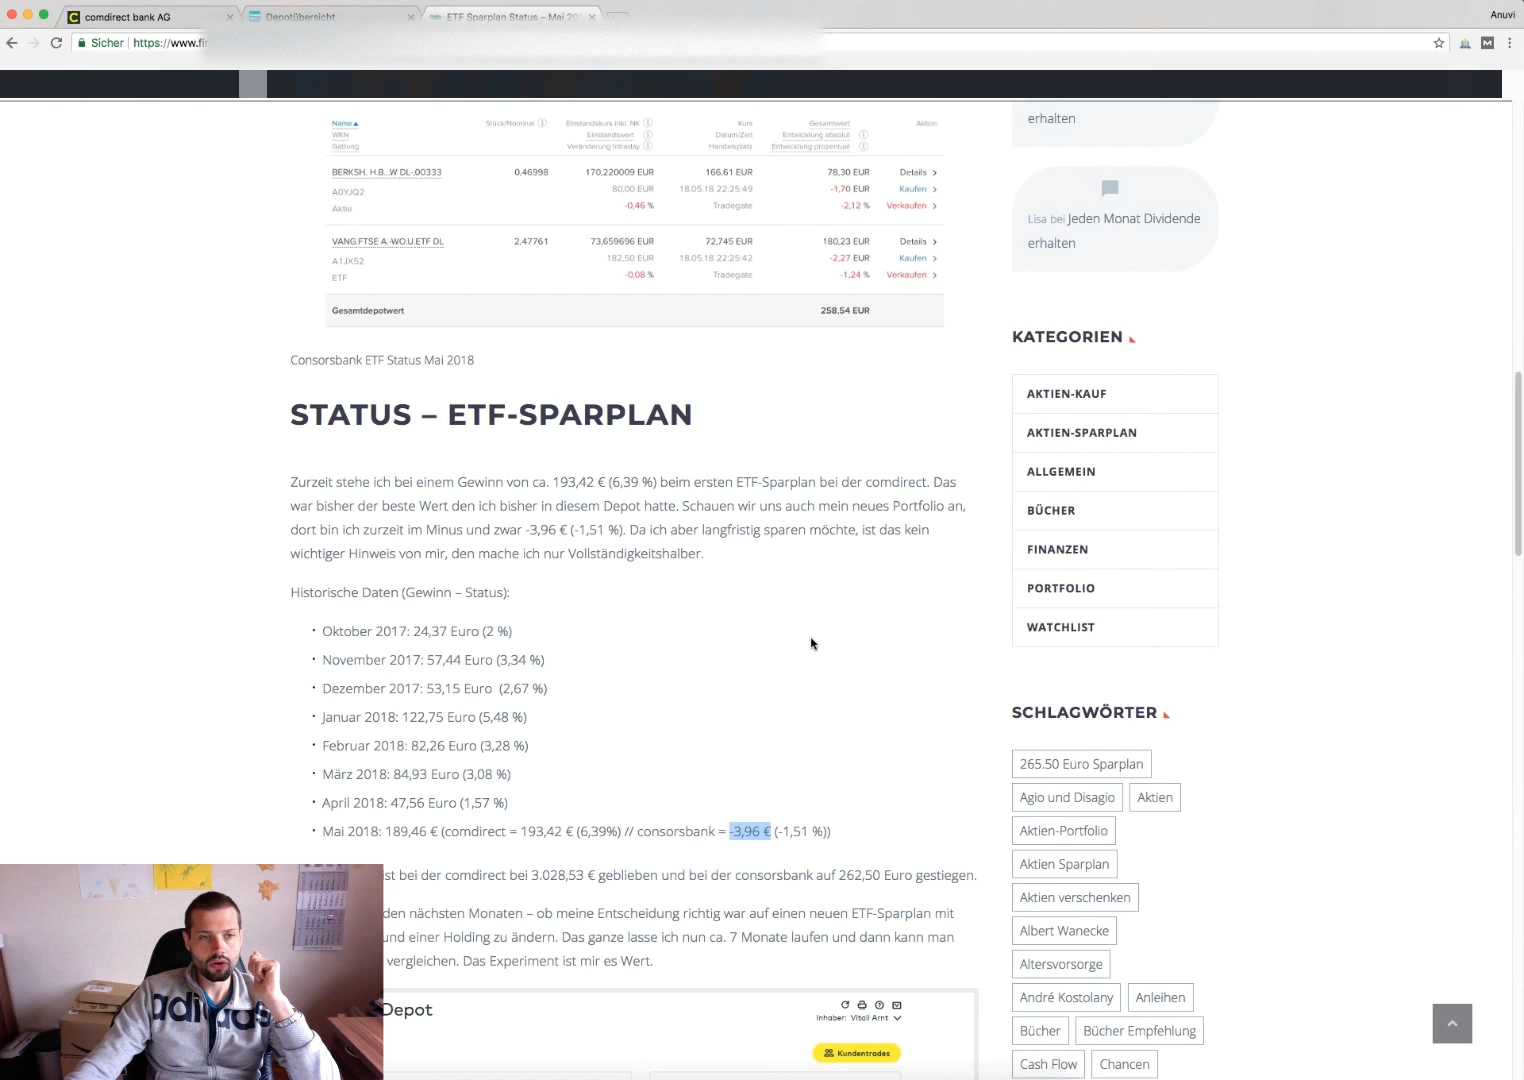 comdirect bank AG
Depotübersicht
ETF Sparplan Status – Mai 201
Anuvi
Sicher | https://www.fi
Name
WKN
Gattung
Stück/Nominal
Einstandskurs inkl. NK
Einstandswert
Veränderung Intraday
Kurs
Datum/Zeit
Handelsplatz
Gesamtwert
Entwicklung absolut
Entwicklung prozentual
Aktion
BERKSH. H.B...W DL-,00333 0,46998 170,220009 EUR 166,61 EUR 78,30 EUR Details
A0YJQ2 80,00 EUR 18.05.18 22:25:49 -1,70 EUR Kaufen
Aktie -0,46 % Tradegate -2,12 % Verkaufen
VANG.FTSE A.-WO.U.ETF DL 2,47761 73,659696 EUR 72,745 EUR 180,23 EUR Details
A1JX52 182,50 EUR 18.05.18 22:25:42 -2,27 EUR Kaufen
ETF -0,08 % Tradegate -1,24 % Verkaufen
Gesamtdepotwert 258,54 EUR
Consorsbank ETF Status Mai 2018
STATUS – ETF-SPARPLAN
Zurzeit stehe ich bei einem Gewinn von ca. 193,42 € (6,39 %) beim ersten ETF-Sparplan bei der comdirect. Das
war bisher der beste Wert den ich bisher in diesem Depot hatte. Schauen wir uns auch mein neues Portfolio an,
dort bin ich zurzeit im Minus und zwar -3,96 € (-1,51 %). Da ich aber langfristig sparen möchte, ist das kein
wichtiger Hinweis von mir, den mache ich nur Vollständigkeitshalber.
Historische Daten (Gewinn – Status):
· Oktober 2017: 24,37 Euro (2 %)
· November 2017: 57,44 Euro (3,34 %)
· Dezember 2017: 53,15 Euro (2,67 %)
· Januar 2018: 122,75 Euro (5,48 %)
· Februar 2018: 82,26 Euro (3,28 %)
· März 2018: 84,93 Euro (3,08 %)
· April 2018: 47,56 Euro (1,57 %)
· Mai 2018: 189,46 € (comdirect = 193,42 € (6,39%) // consorsbank = -3,96 € (-1,51 %))
ist bei der comdirect bei 3.028,53 € geblieben und bei der consorsbank auf 262,50 Euro gestiegen.
den nächsten Monaten – ob meine Entscheidung richtig war auf einen neuen ETF-Sparplan mit
und einer Holding zu ändern. Das ganze lasse ich nun ca. 7 Monate laufen und dann kann man
vergleichen. Das Experiment ist mir es Wert.
Depot
Inhaber: Vitali Arnt
Kundentrades
adidas
erhalten
Lisa bei Jeden Monat Dividende
erhalten
KATEGORIEN
AKTIEN-KAUF
AKTIEN-SPARPLAN
ALLGEMEIN
BÜCHER
FINANZEN
PORTFOLIO
WATCHLIST
SCHLAGWÖRTER
265.50 Euro Sparplan
Agio und Disagio Aktien
Aktien-Portfolio
Aktien Sparplan
Aktien verschenken
Albert Wanecke
Altersvorsorge
André Kostolany Anleihen
Bücher Bücher Empfehlung
Cash Flow Chancen